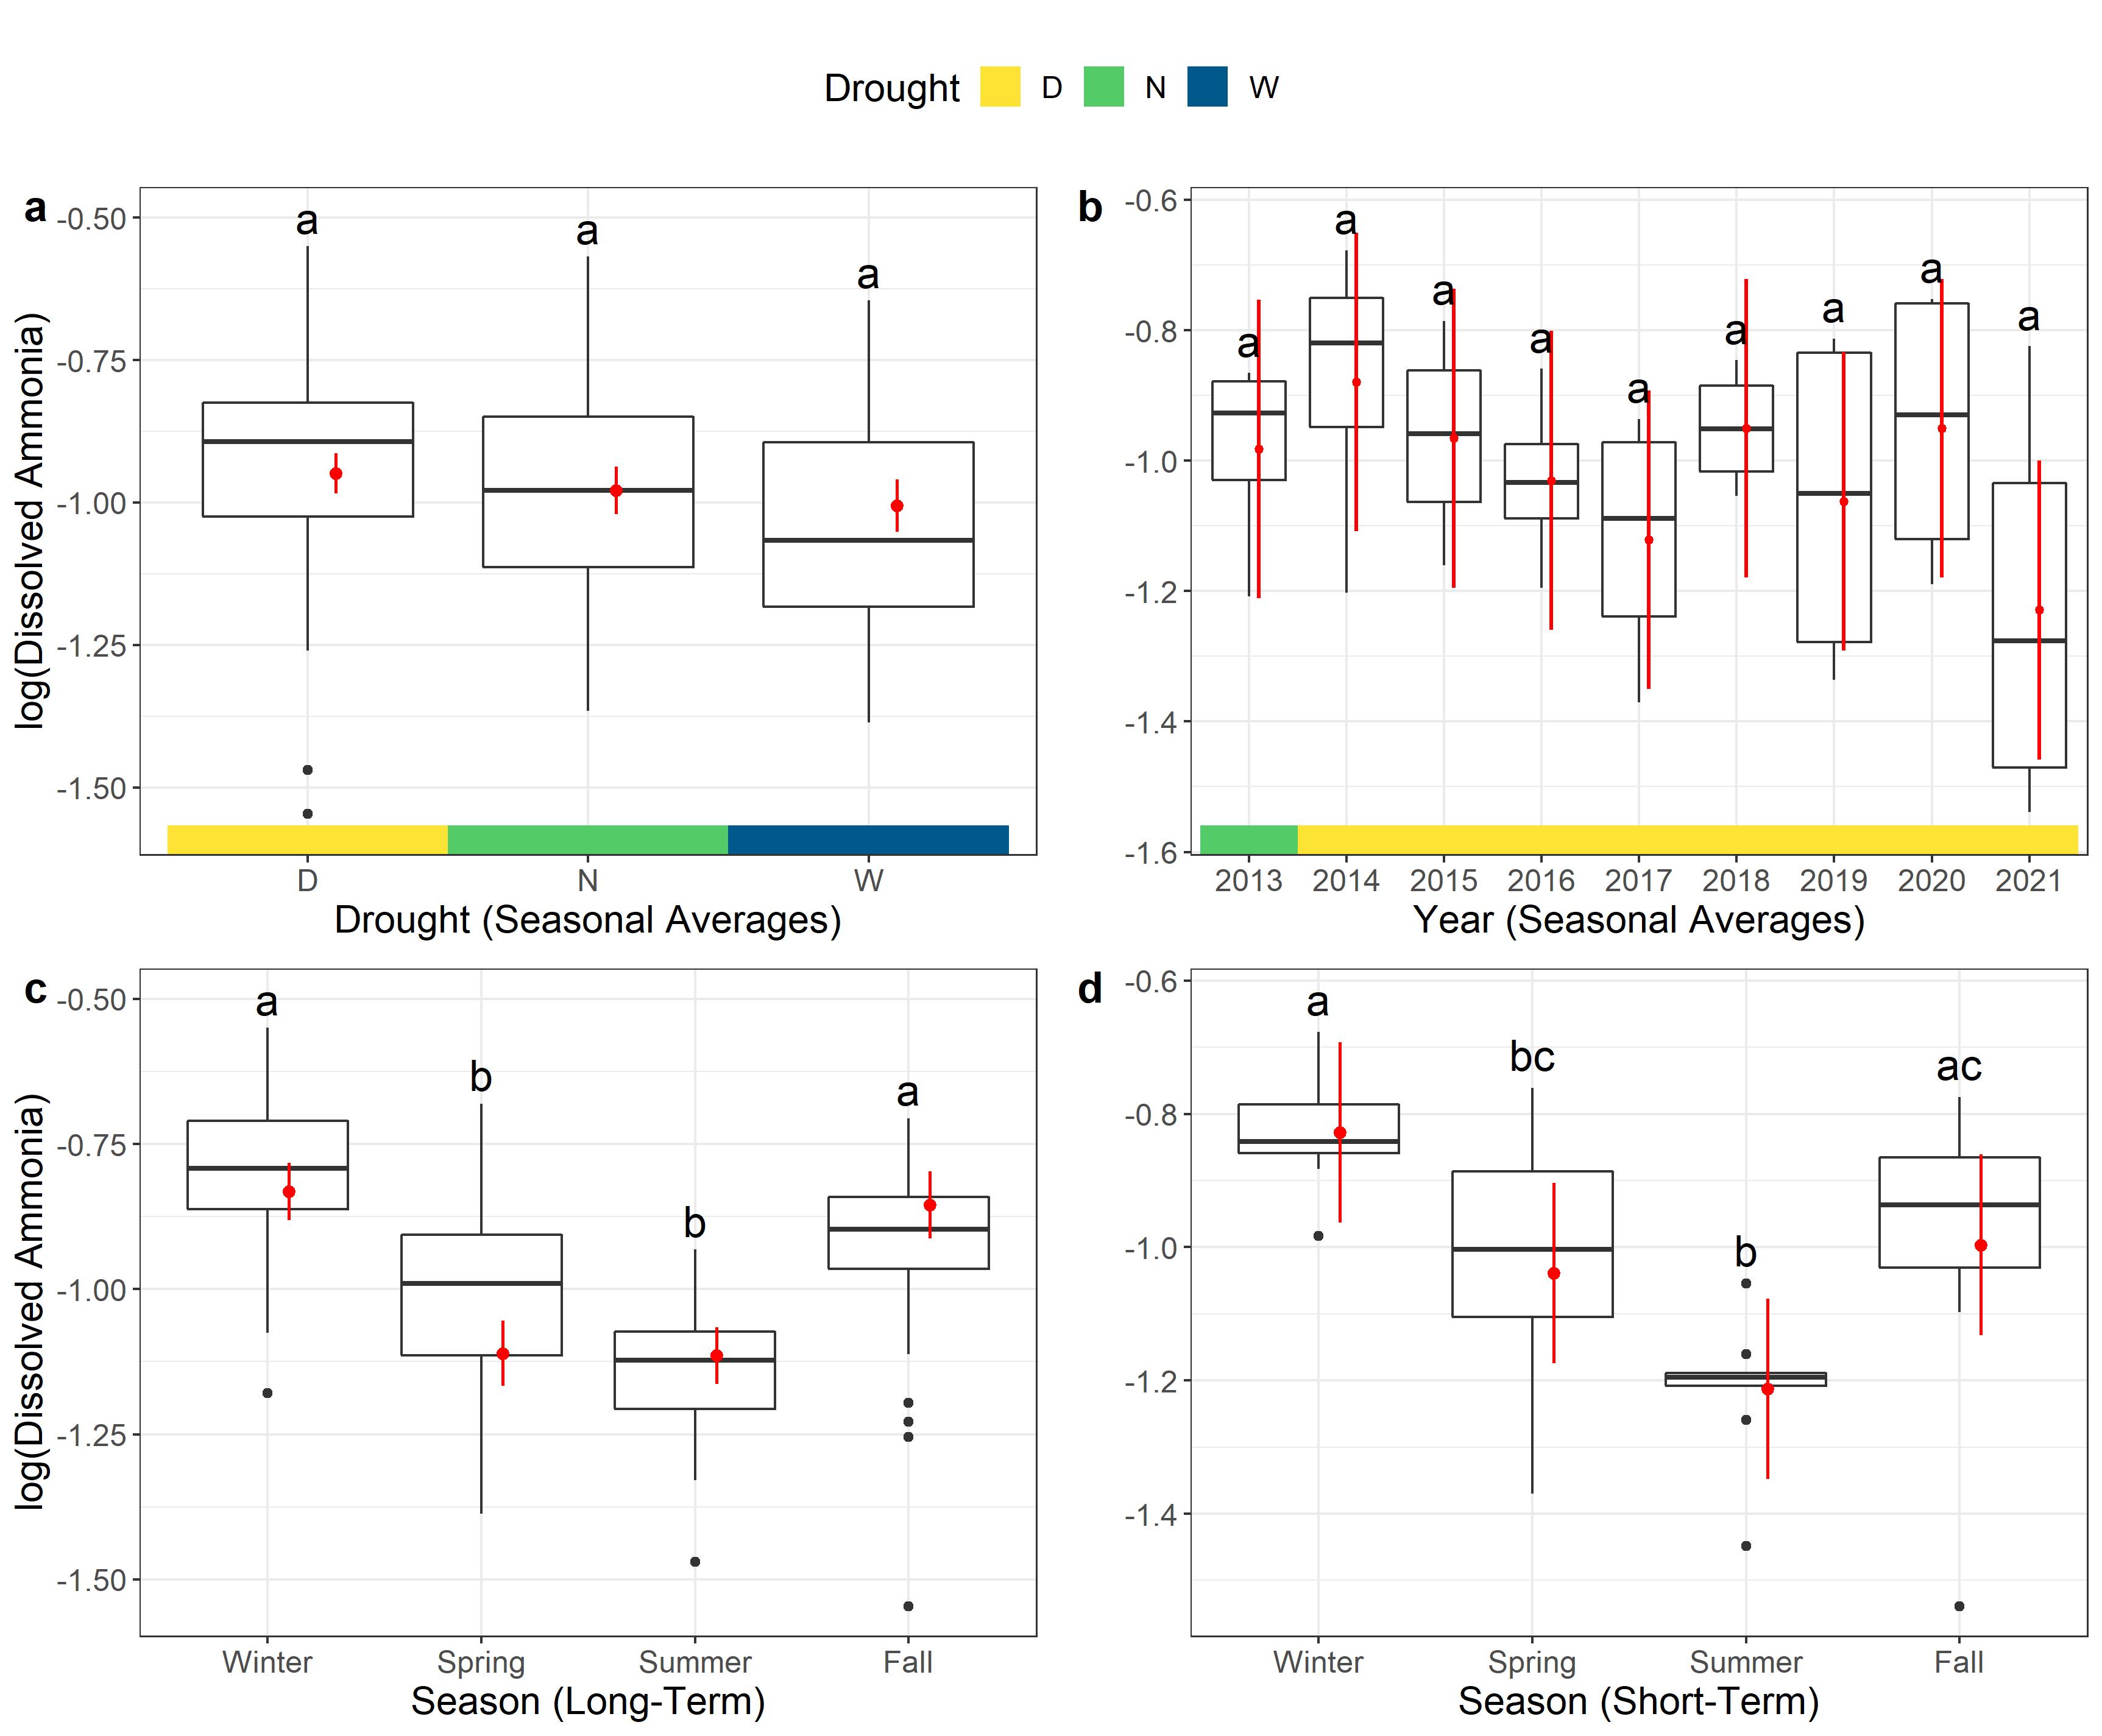 Drought D N W
a
-0.50
-0.75
-1.00
-1.25
-1.50
log(Dissolved Ammonia)
a a a
D N W
Drought (Seasonal Averages)
b
-0.6
-0.8
-1.0
-1.2
-1.4
-1.6
a a a a a a a a a
2013 2014 2015 2016 2017 2018 2019 2020 2021
Year (Seasonal Averages)
c
-0.50
-0.75
-1.00
-1.25
-1.50
log(Dissolved Ammonia)
a b b a
Winter Spring Summer Fall
Season (Long-Term)
d
-0.6
-0.8
-1.0
-1.2
-1.4
a bc b ac
Winter Spring Summer Fall
Season (Short-Term)